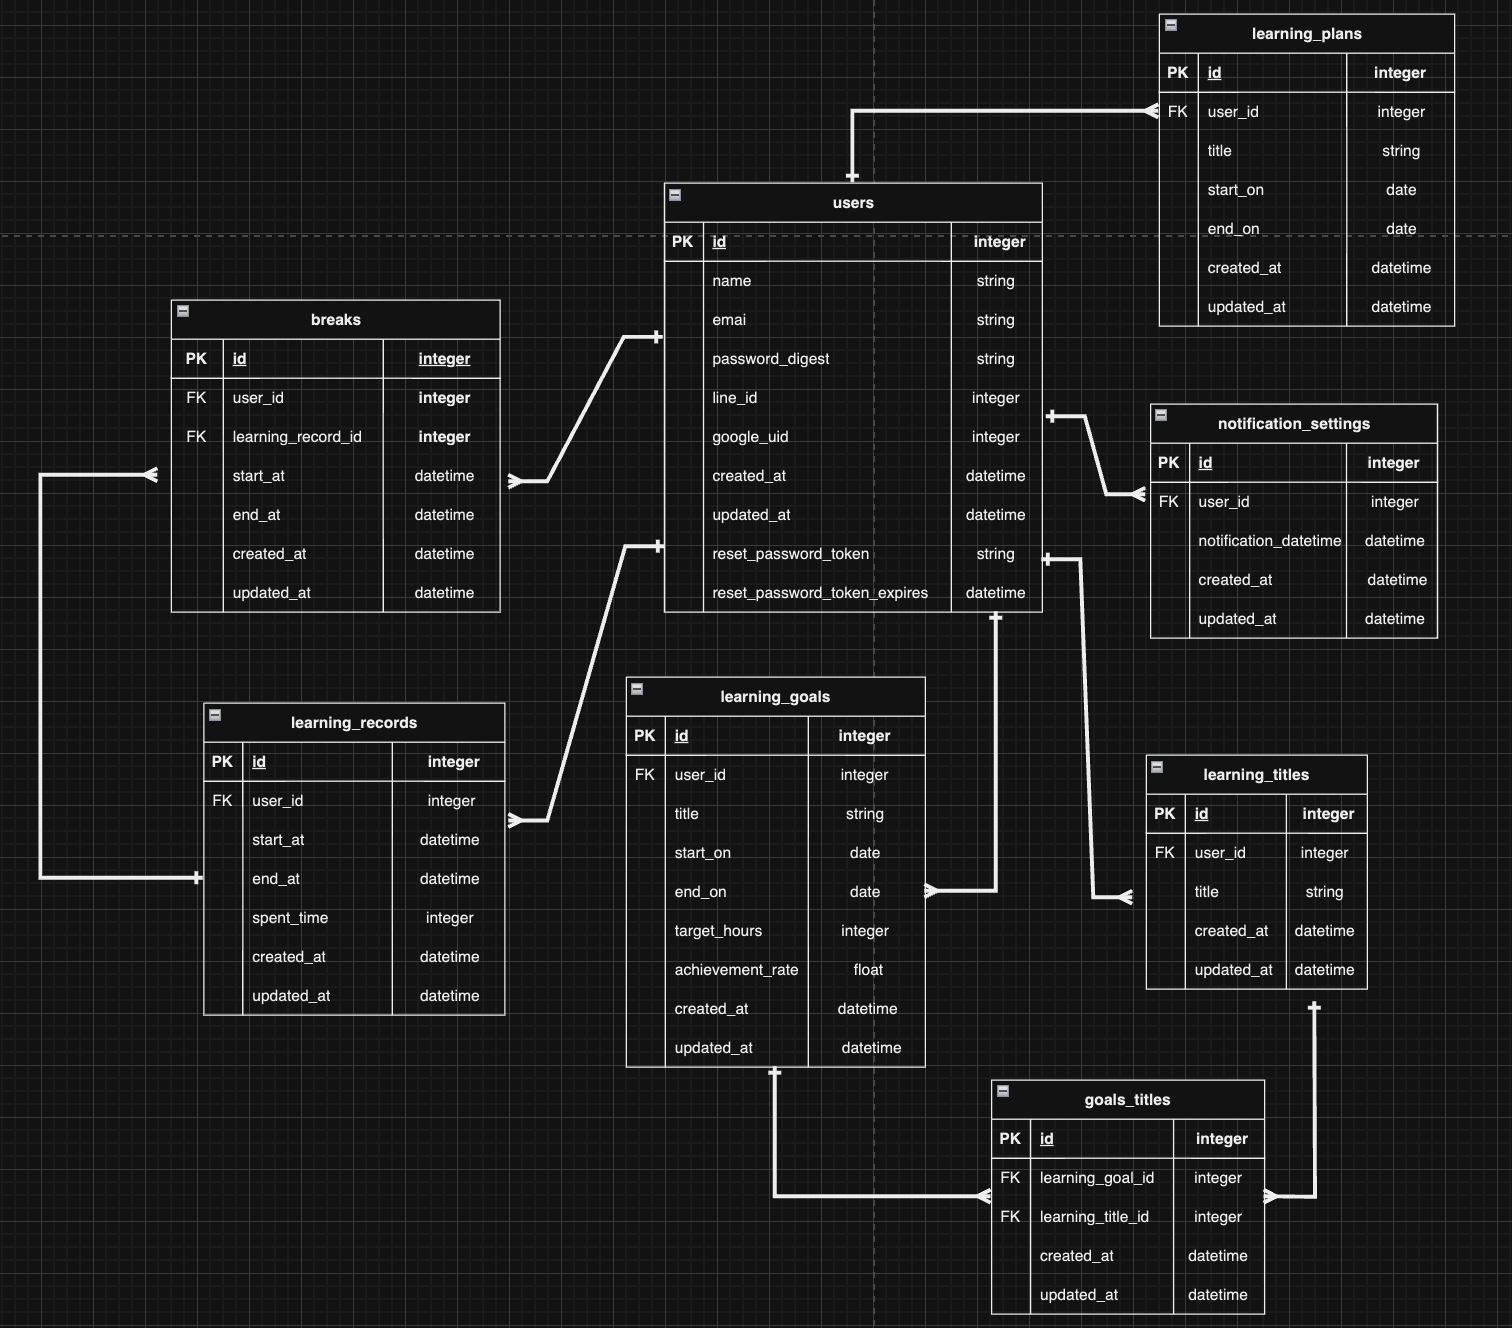 learning_plans
PK id integer
FK user_id integer
title string
start_on date
end_on date
created_at datetime
updated_at datetime
users
PK id integer
name string
emai string
password_digest string
line_id integer
google_uid integer
created_at datetime
updated_at datetime
reset_password_token string
reset_password_token_expires datetime
breaks
PK id integer
FK user_id integer
FK learning_record_id integer
start_at datetime
end_at datetime
created_at datetime
updated_at datetime
notification_settings
PK id integer
FK user_id integer
notification_datetime datetime
created_at datetime
updated_at datetime
learning_records
PK id integer
FK user_id integer
start_at datetime
end_at datetime
spent_time integer
created_at datetime
updated_at datetime
learning_goals
PK id integer
FK user_id integer
title string
start_on date
end_on date
target_hours integer
achievement_rate float
created_at datetime
updated_at datetime
learning_titles
PK id integer
FK user_id integer
title string
created_at datetime
updated_at datetime
goals_titles
PK id integer
FK learning_goal_id integer
FK learning_title_id integer
created_at datetime
updated_at datetime